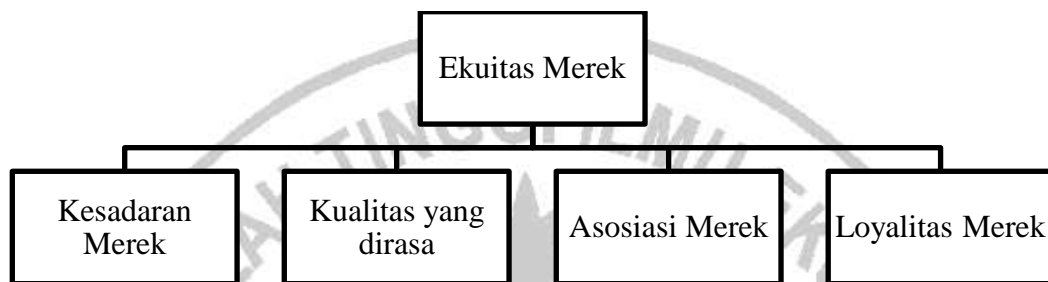 Ekuitas Merek
Kesadaran
Merek
Kualitas yang
dirasa
Asosiasi Merek
Loyalitas Merek